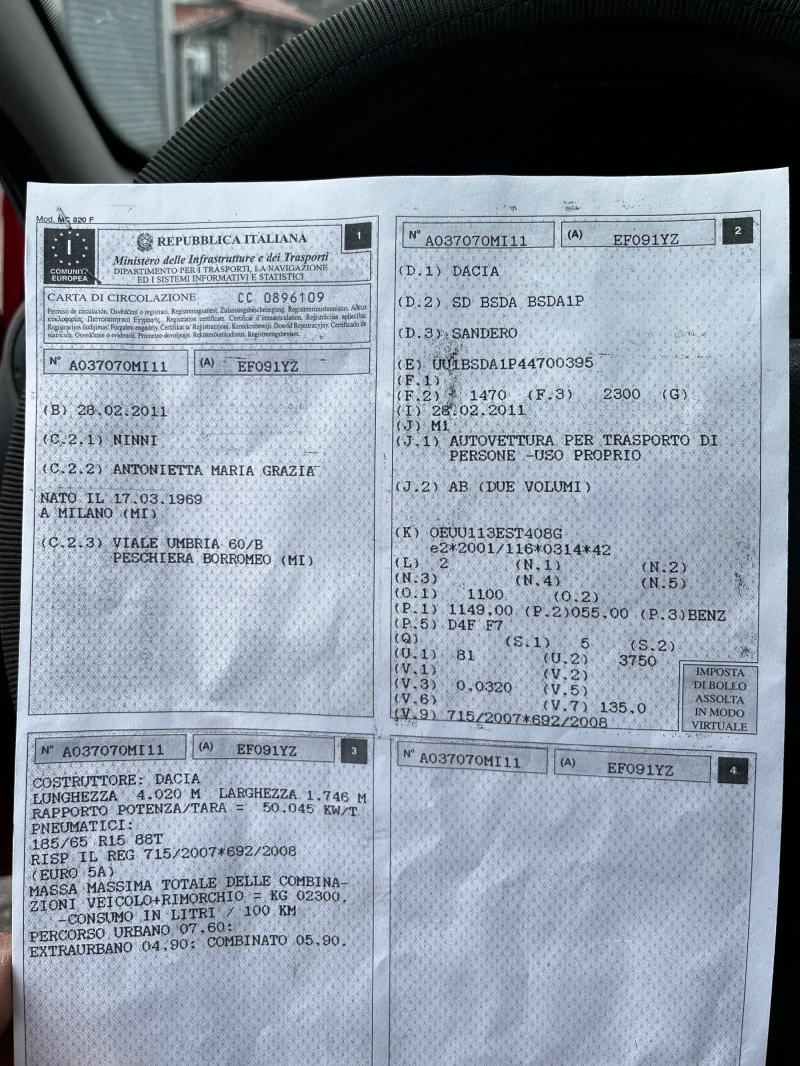 Mod. MC 820 F
I
COMUNITÀ
EUROPEA
REPUBBLICA ITALIANA
1
Ministero delle Infrastrutture e dei Trasporti
DIPARTIMENTO PER I TRASPORTI, LA NAVIGAZIONE
ED I SISTEMI INFORMATIVI E STATISTICI
CARTA DI CIRCOLAZIONE CC 0896109
N° A037070MI11 (A) EF091YZ
(B) 28.02.2011
(C.2.1) NINNI
(C.2.2) ANTONIETTA MARIA GRAZIA
NATO IL 17.03.1969
A MILANO (MI)
(C.2.3) VIALE UMBRIA 60/B
PESCHIERA BORROMEO (MI)
N° A037070MI11 (A) EF091YZ 2
(D.1) DACIA
(D.2) SD BSDA BSDA1P
(D.3) SANDERO
(E) UU1BSDA1P44700395
(F.1)
(F.2) 1470 (F.3) 2300 (G)
(I) 28.02.2011
(J) M1
(J.1) AUTOVETTURA PER TRASPORTO DI
PERSONE -USO PROPRIO
(J.2) AB (DUE VOLUMI)
(K) OEUU113EST408G
e2*2001/116*0314*42
(L) 2 (N.1) (N.2)
(N.3) (N.4) (N.5)
(O.1) 1100 (O.2)
(P.1) 1149.00 (P.2)055.00 (P.3)BENZ
(P.5) D4F F7
(Q) (S.1) 5 (S.2)
(U.1) 81 (U.2) 3750
(V.1) (V.2)
(V.3) 0.0320 (V.5)
(V.6) (V.7) 135.0
(V.9) 715/2007*692/2008
IMPOSTA
DI BOLLO
ASSOLTA
IN MODO
VIRTUALE
N° A037070MI11 (A) EF091YZ 3
COSTRUTTORE: DACIA
LUNGHEZZA 4.020 M LARGHEZZA 1.746 M
RAPPORTO POTENZA/TARA = 50.045 KW/T
PNEUMATICI:
185/65 R15 88T
RISP IL REG 715/2007*692/2008
(EURO 5A)
MASSA MASSIMA TOTALE DELLE COMBINA-
ZIONI VEICOLO+RIMORCHIO = KG 02300.
-CONSUMO IN LITRI / 100 KM
PERCORSO URBANO 07.60:
EXTRAURBANO 04.90: COMBINATO 05.90.
N° A037070MI11 (A) EF091YZ 4